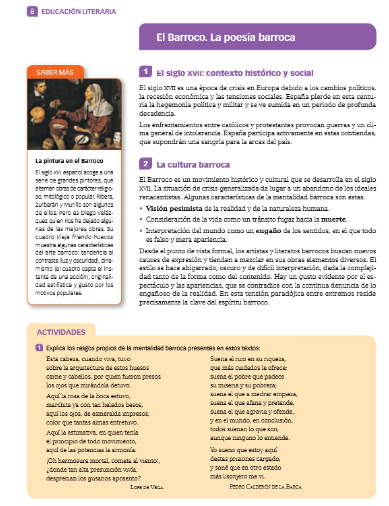 8 EDUCACIÓN LITERARIA
El Barroco. La poesía barroca
SABER MÁS
La pintura en el Barroco
El siglo XVII español acoge a una
serie de grandes pintores, que
alternan obras de carácter religio-
so, mitológico o popular. Ribera,
Zurbarán y Murillo son algunos
de ellos. Pero es Diego Veláz-
quez quien nos ha dejado algu-
nas de las mejores obras. Su
cuadro Vieja friendo huevos
muestra algunas características
del arte barroco: tendencia al
contraste (luz y oscuridad), dina-
mismo (el cuadro capta el ins-
tante de una acción), originali-
dad estilística y gusto por los
motivos populares.
1 El siglo XVII: contexto histórico y social
El siglo XVII es una época de crisis en Europa debido a los cambios políticos,
la recesión económica y las tensiones sociales. España pierde en esta centu-
ria la hegemonía política y militar y se ve sumida en un periodo de profunda
decadencia.
Los enfrentamientos entre católicos y protestantes provocan guerras y un cli-
ma general de intolerancia. España participa activamente en estas contiendas,
que supondrán una sangría para la arcas del país.
2 La cultura barroca
El Barroco es un movimiento histórico y cultural que se desarrolla en el siglo
XVII. La situación de crisis generalizada da lugar a un abandono de los ideales
renacentistas. Algunas características de la mentalidad barroca son estas:
• Visión pesimista de la realidad y de la naturaleza humana.
• Consideración de la vida como un tránsito fugaz hacia la muerte.
• Interpretación del mundo como un engaño de los sentidos, en el que todo
es falso y mera apariencia.
Desde el punto de vista formal, los artistas y literatos barrocos buscan nuevos
cauces de expresión y tienden a mezclar en sus obras elementos diversos. El
estilo se hace abigarrado, oscuro y de difícil interpretación, dada la compleji-
dad tanto de la forma como del contenido. Hay un gusto evidente por el es-
pectáculo y las apariencias, que se contradice con la continua denuncia de lo
engañoso de la realidad. En esta tensión paradójica entre extremos reside
precisamente la clave del espíritu barroco.
ACTIVIDADES
1 Explica los rasgos propios de la mentalidad barroca presentes en estos textos:
Esta cabeza, cuando viva, tuvo
sobre la arquitectura de estos huesos
carne y cabellos, por quien fueron presos
los ojos que mirándola detuvo.
Aquí la rosa de la boca estuvo,
marchita ya con tan helados besos,
aquí los ojos, de esmeralda impresos,
color que tantas almas entretuvo.
Aquí la estimativa, en quien tenía
el principio de todo movimiento,
aquí de las potencias la armonía.
¡Oh hermosura mortal, cometa al viento!,
¿dónde tan alta presunción vivía,
desprecian los gusanos aposento?
LOPE DE VEGA
Sueña el rico en su riqueza,
que más cuidados le ofrece;
sueña el pobre que padece
su miseria y su pobreza;
sueña el que a medrar empieza,
sueña el que afana y pretende,
sueña el que agravia y ofende,
y en el mundo, en conclusión,
todos sueñan lo que son,
aunque ninguno lo entiende.
Yo sueño que estoy aquí
destas prisiones cargado,
y soñé que en otro estado
más lisonjero me vi.
PEDRO CALDERÓN DE LA BARCA